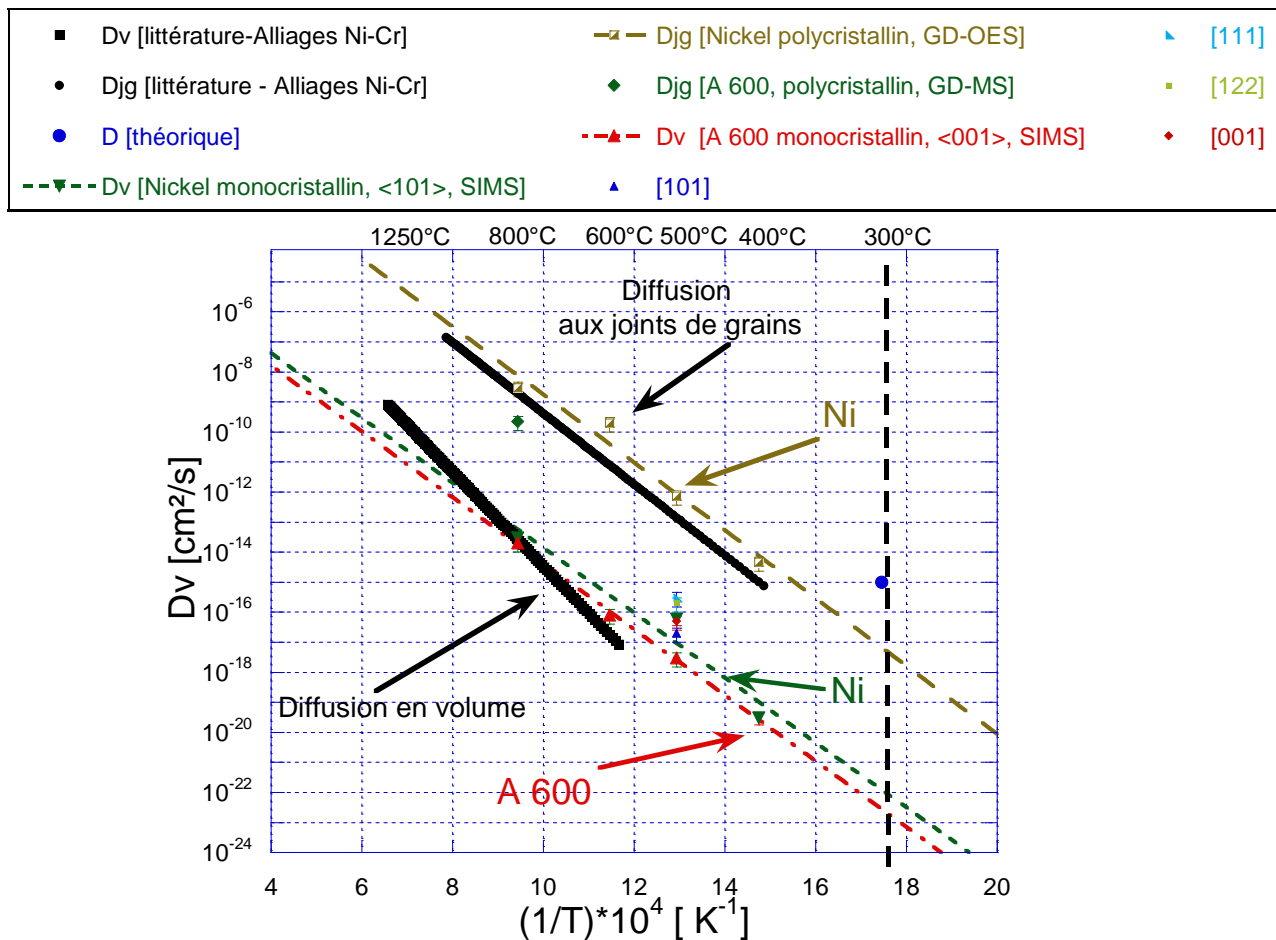 Dv [littérature-Alliages Ni-Cr]
Djg [littérature - Alliages Ni-Cr]
D [théorique]
Dv [Nickel monocristallin, <101>, SIMS]
Djg [Nickel polycristallin, GD-OES]
Djg [A 600, polycristallin, GD-MS]
Dv [A 600 monocristallin, <001>, SIMS]
[101]
[111]
[122]
[001]
1250°C 800°C 600°C 500°C 400°C 300°C
Diffusion
aux joints de grains
Ni
Ni
Diffusion en volume
A 600
Dv [cm²/s]
10⁻⁶
10⁻⁸
10⁻¹⁰
10⁻¹²
10⁻¹⁴
10⁻¹⁶
10⁻¹⁸
10⁻²⁰
10⁻²²
10⁻²⁴
4 6 8 10 12 14 16 18 20
(1/T)*10⁴ [ K⁻¹]